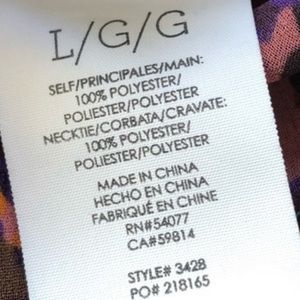 L/G/G
SELF/PRINCIPALES/MAIN:
100% POLYESTER/
POLIESTER/POLYESTER
NECKTIE/CORBATA/CRAVATE:
100% POLYESTER/
POLIESTER/POLYESTER
MADE IN CHINA
HECHO EN CHINA
FABRIQUÉ EN CHINE
RN#54077
CA#59814
STYLE# 3428
PO# 218165